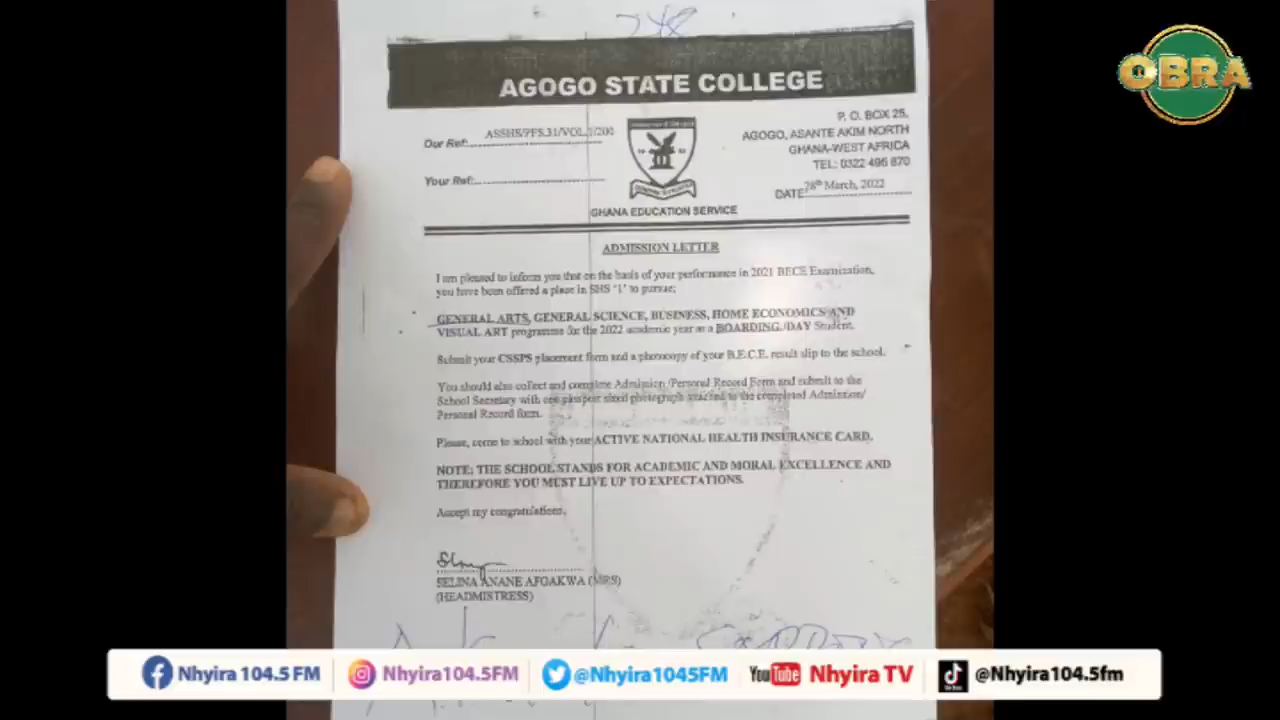 OBRA
AGOGO STATE COLLEGE
Our Ref: ASSHS/PFS.31/VOL.1/200
Your Ref:
P. O. BOX 25,
AGOGO, ASANTE AKIM NORTH
GHANA-WEST AFRICA
TEL: 0322 496 870
DATE 28th March, 2022
GHANA EDUCATION SERVICE
ADMISSION LETTER
I am pleased to inform you that on the basis of your performance in 2021 BECE Examination,
you have been offered a place in SHS '1' to pursue;
GENERAL ARTS, GENERAL SCIENCE, BUSINESS, HOME ECONOMICS AND
VISUAL ART programme for the 2022 academic year as a BOARDING /DAY Student.
Submit your CSSPS placement form and a photocopy of your B.E.C.E. result slip to the school.
You should also collect and complete Admission /Personal Record Form and submit to the
School Secretary with one passport sized photograph attached to the completed Admission/
Personal Record form.
Please, come to school with your ACTIVE NATIONAL HEALTH INSURANCE CARD.
NOTE: THE SCHOOL STANDS FOR ACADEMIC AND MORAL EXCELLENCE AND
THEREFORE YOU MUST LIVE UP TO EXPECTATIONS.
Accept my congratulations.
SELINA ANANE AFOAKWA (MRS)
(HEADMISTRESS)
Nhyira 104.5 FM
Nhyira104.5FM
@Nhyira1045FM
YouTube Nhyira TV
@Nhyira104.5fm